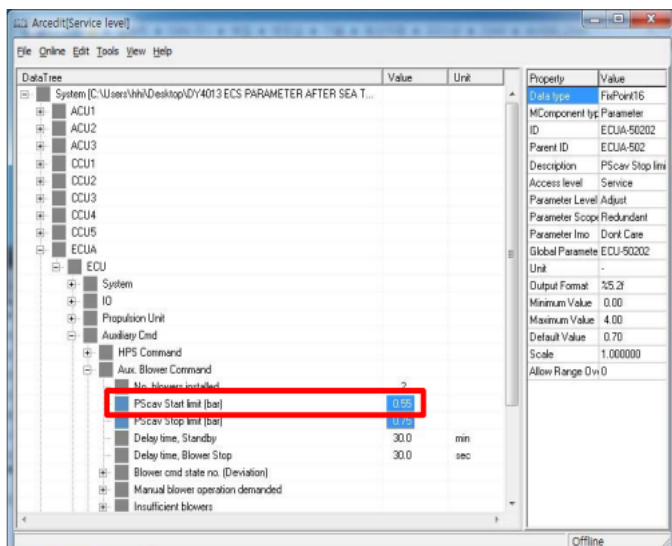 Arcedit[Service level]
File Online Edit Tools View Help
DataTree Value Unit
System [C:\Users\hhi\Desktop\DY4013 ECS PARAMETER AFTER SEA T...
ACU1
ACU2
ACU3
CCU1
CCU2
CCU3
CCU4
CCU5
ECUA
ECU
System
IO
Propulsion Unit
Auxiliary Cmd
HPS Command
Aux. Blower Command
No. blowers installed 2
PScav Start limit (bar) 0.55
PScav Stop limit (bar) 0.75
Delay time, Standby 30.0 min
Delay time, Blower Stop 30.0 sec
Blower cmd state no. (Deviation)
Manual blower operation demanded
Insufficient blowers
Property Value
Data type FixPoint16
MComponent typ Parameter
ID ECUA-50202
Parent ID ECUA-502
Description PScav Stop limi
Access level Service
Parameter Level Adjust
Parameter Scope Redundant
Parameter Imo Dont Care
Global Paramete ECU-50202
Unit -
Output Format %5.2f
Minimum Value 0.00
Maximum Value 4.00
Default Value 0.70
Scale 1.000000
Allow Range Ove 0
Offline